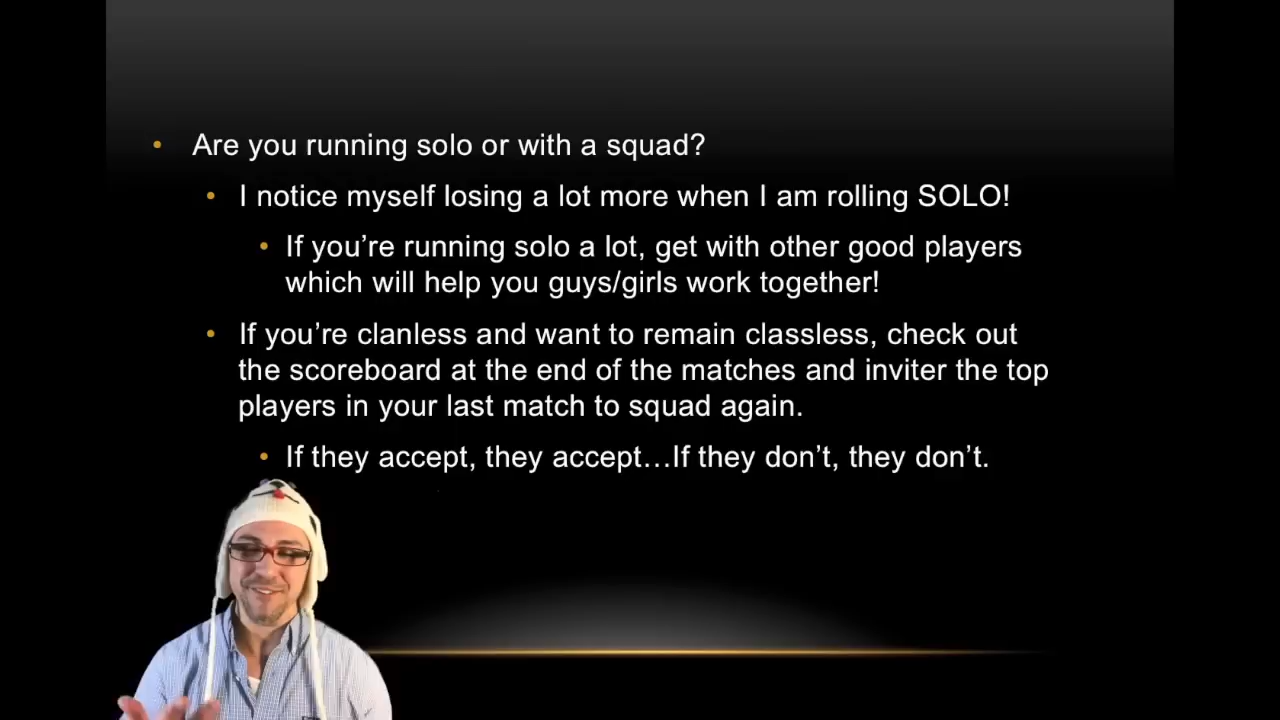 Are you running solo or with a squad?
I notice myself losing a lot more when I am rolling SOLO!
If you’re running solo a lot, get with other good players
which will help you guys/girls work together!
If you’re clanless and want to remain classless, check out
the scoreboard at the end of the matches and inviter the top
players in your last match to squad again.
If they accept, they accept…If they don’t, they don’t.